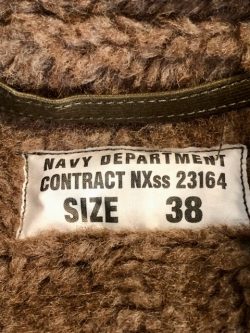 NAVY DEPARTMENT
CONTRACT NXss 23164
SIZE 38